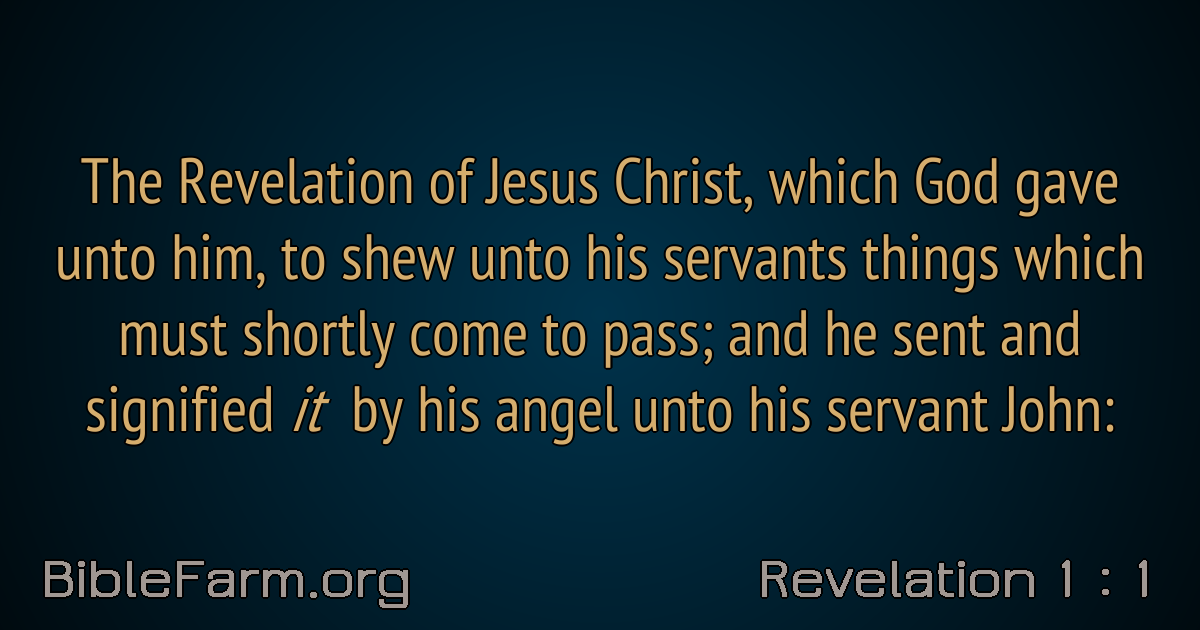 The Revelation of Jesus Christ, which God gave
unto him, to shew unto his servants things which
must shortly come to pass; and he sent and
signified it by his angel unto his servant John:
BibleFarm.org
Revelation 1 : 1